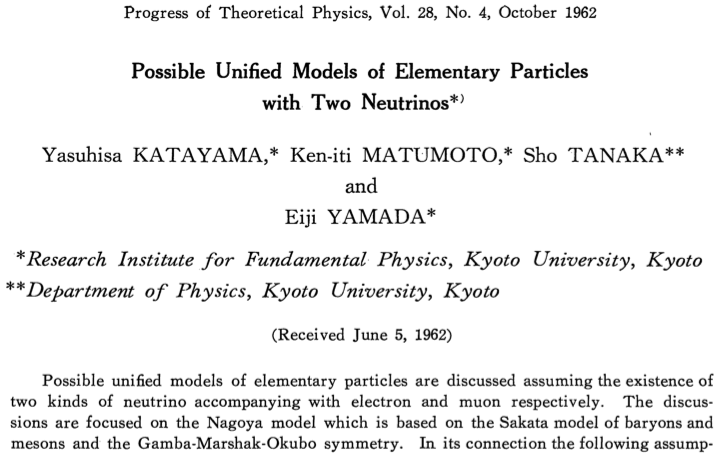 Progress of Theoretical Physics, Vol. 28, No. 4, October 1962
Possible Unified Models of Elementary Particles
with Two Neutrinos*)
Yasuhisa KATAYAMA,* Ken-iti MATUMOTO,* Sho TANAKA**
and
Eiji YAMADA*
*Research Institute for Fundamental Physics, Kyoto University, Kyoto
**Department of Physics, Kyoto University, Kyoto
(Received June 5, 1962)
Possible unified models of elementary particles are discussed assuming the existence of
two kinds of neutrino accompanying with electron and muon respectively. The discus-
sions are focused on the Nagoya model which is based on the Sakata model of baryons and
mesons and the Gamba-Marshak-Okubo symmetry. In its connection the following assump-